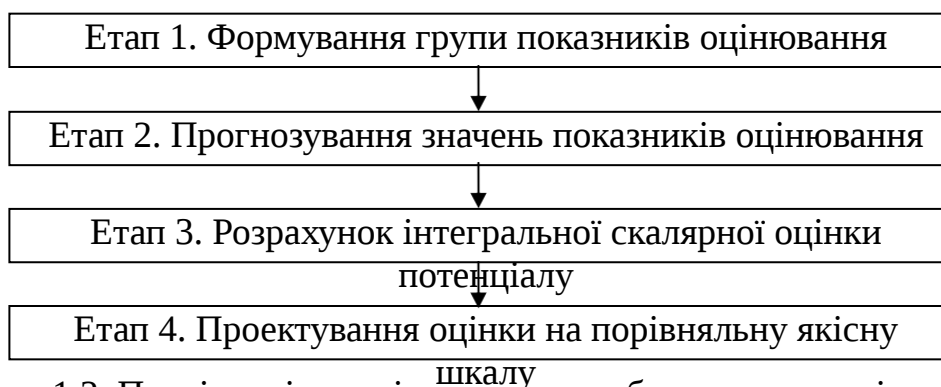 Етап 1. Формування групи показників оцінювання
Етап 2. Прогнозування значень показників оцінювання
Етап 3. Розрахунок інтегральної скалярної оцінки
потенціалу
Етап 4. Проектування оцінки на порівняльну якісну
шкалу